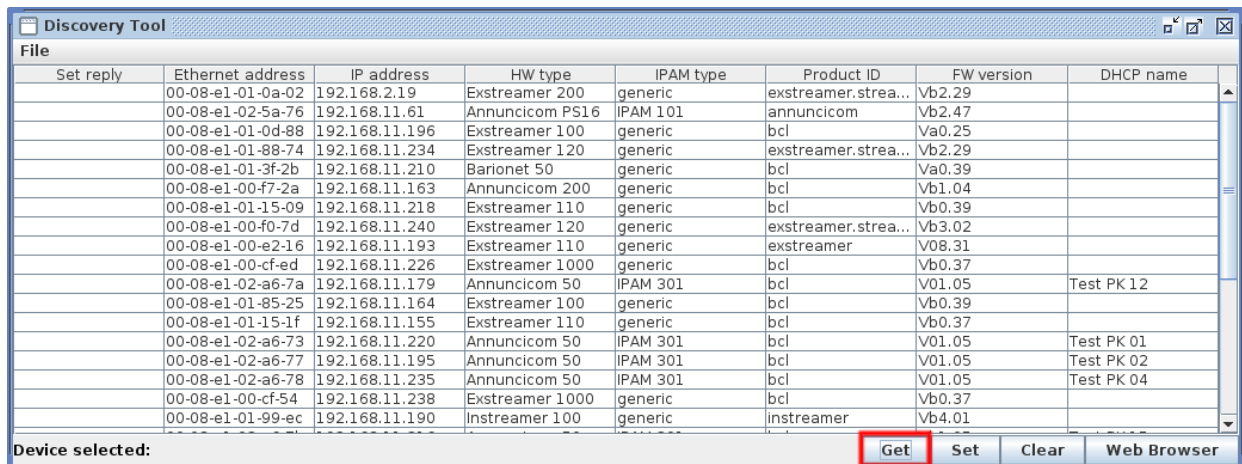 Discovery Tool
File
Set reply Ethernet address IP address HW type IPAM type Product ID FW version DHCP name
00-08-e1-01-0a-02 192.168.2.19 Exstreamer 200 generic exstreamer.strea... Vb2.29
00-08-e1-02-5a-76 192.168.11.61 Annuncicom PS16 IPAM 101 annuncicom Vb2.47
00-08-e1-01-0d-88 192.168.11.196 Exstreamer 100 generic bcl Va0.25
00-08-e1-01-88-74 192.168.11.234 Exstreamer 120 generic exstreamer.strea... Vb2.29
00-08-e1-01-3f-2b 192.168.11.210 Barionet 50 generic bcl Va0.39
00-08-e1-00-f7-2a 192.168.11.163 Annuncicom 200 generic bcl Vb1.04
00-08-e1-01-15-09 192.168.11.218 Exstreamer 110 generic bcl Vb0.39
00-08-e1-00-f0-7d 192.168.11.240 Exstreamer 120 generic exstreamer.strea... Vb3.02
00-08-e1-00-e2-16 192.168.11.193 Exstreamer 110 generic exstreamer V08.31
00-08-e1-00-cf-ed 192.168.11.226 Exstreamer 1000 generic bcl Vb0.37
00-08-e1-02-a6-7a 192.168.11.179 Annuncicom 50 IPAM 301 bcl V01.05 Test PK 12
00-08-e1-01-85-25 192.168.11.164 Exstreamer 100 generic bcl Vb0.39
00-08-e1-01-15-1f 192.168.11.155 Exstreamer 110 generic bcl Vb0.37
00-08-e1-02-a6-73 192.168.11.220 Annuncicom 50 IPAM 301 bcl V01.05 Test PK 01
00-08-e1-02-a6-77 192.168.11.195 Annuncicom 50 IPAM 301 bcl V01.05 Test PK 02
00-08-e1-02-a6-78 192.168.11.235 Annuncicom 50 IPAM 301 bcl V01.05 Test PK 04
00-08-e1-00-cf-54 192.168.11.238 Exstreamer 1000 generic bcl Vb0.37
00-08-e1-01-99-ec 192.168.11.190 Instreamer 100 generic instreamer Vb4.01
Device selected: Get Set Clear Web Browser